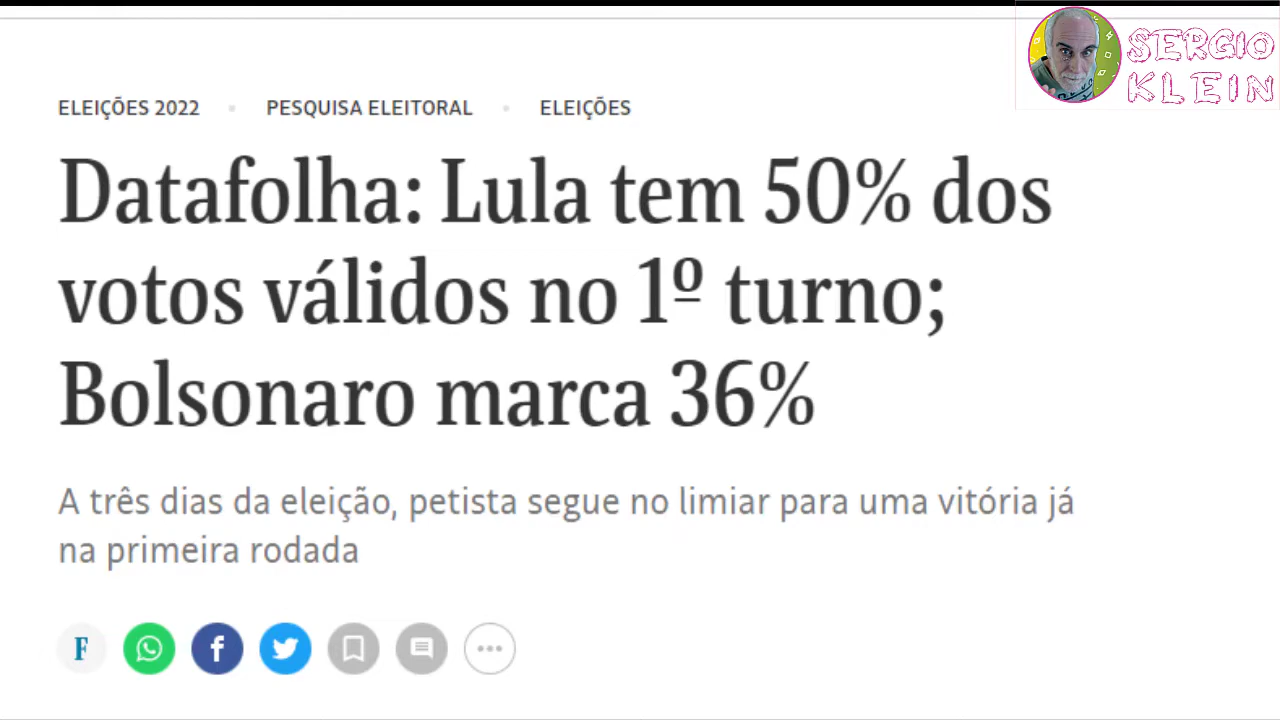 SERGIO
KLEIN
ELEIÇÕES 2022 ▪ PESQUISA ELEITORAL ▪ ELEIÇÕES
Datafolha: Lula tem 50% dos
votos válidos no 1º turno;
Bolsonaro marca 36%
A três dias da eleição, petista segue no limiar para uma vitória já
na primeira rodada
F